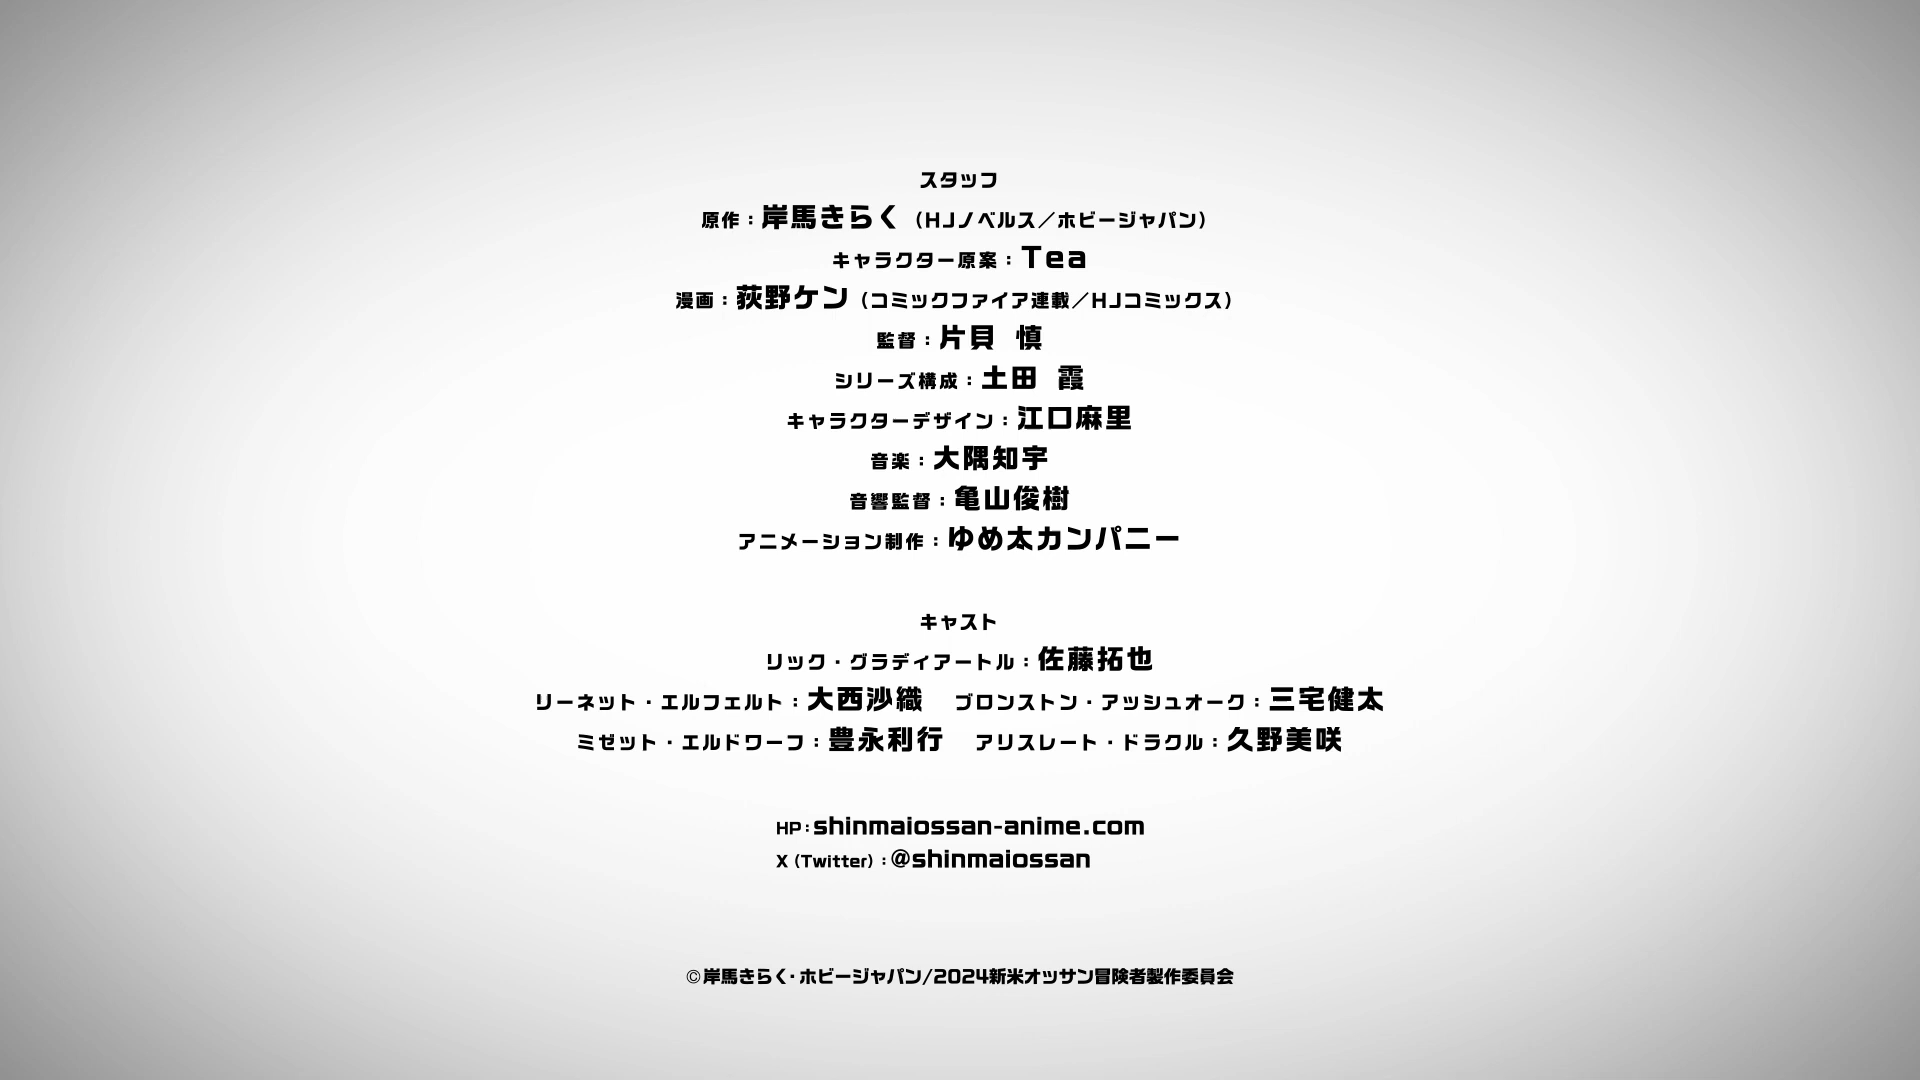 スタッフ
原作：岸馬きらく（HJノベルス／ホビージャパン）
キャラクター原案：Tea
漫画：荻野ケン（コミックファイア連載／HJコミックス）
監督：片貝　慎
シリーズ構成：土田　霞
キャラクターデザイン：江口麻里
音楽：大隅知宇
音響監督：亀山俊樹
アニメーション制作：ゆめ太カンパニー
キャスト
リック・グラディアートル：佐藤拓也
リーネット・エルフェルト：大西沙織　ブロンストン・アッシュオーク：三宅健太
ミゼット・エルドワーフ：豊永利行　アリスレート・ドラクル：久野美咲
HP：shinmaiossan-anime.com
X（Twitter）：@shinmaiossan
©岸馬きらく・ホビージャパン/2024新米オッサン冒険者製作委員会